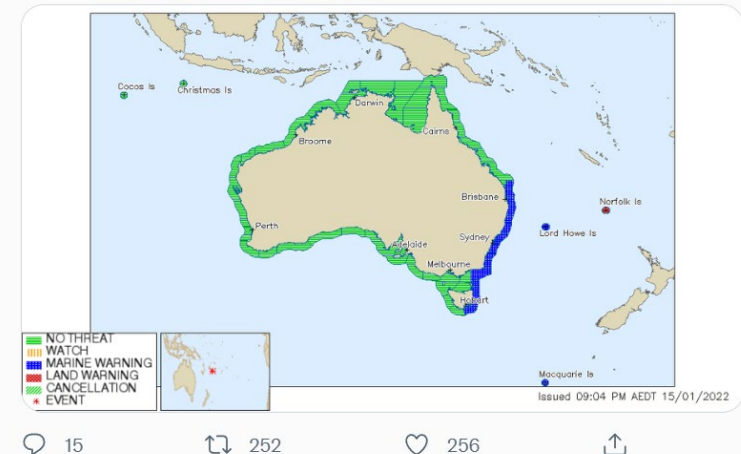 Cocos Is
Christmas Is
Darwin
Cairns
Broome
Brisbane
Norfolk Is
Lord Howe Is
Perth
Adelaide
Sydney
Melbourne
Hobart
Macquarie Is
NO THREAT
WATCH
MARINE WARNING
LAND WARNING
CANCELLATION
EVENT
Issued 09:04 PM AEDT 15/01/2022
15 252 256